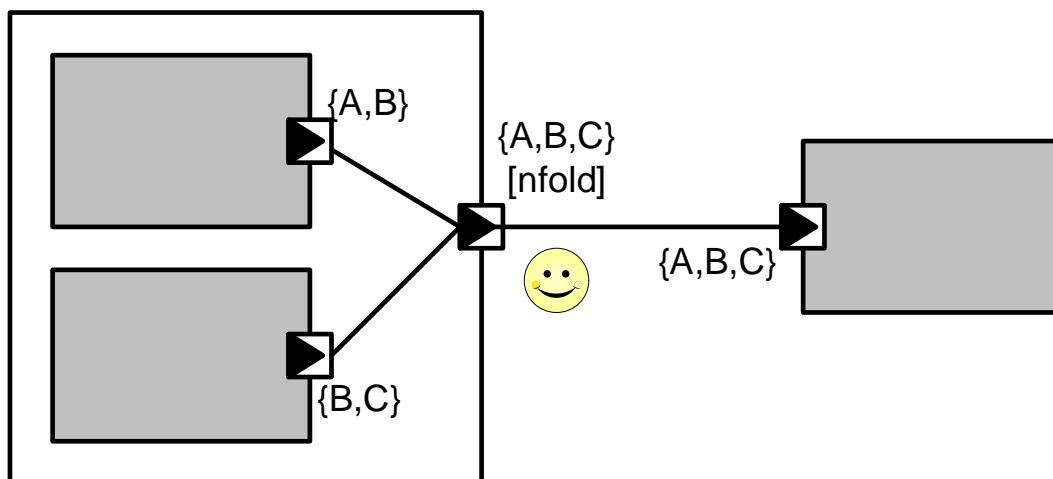 {A,B}
{A,B,C}
[nfold]
{A,B,C}
{B,C}